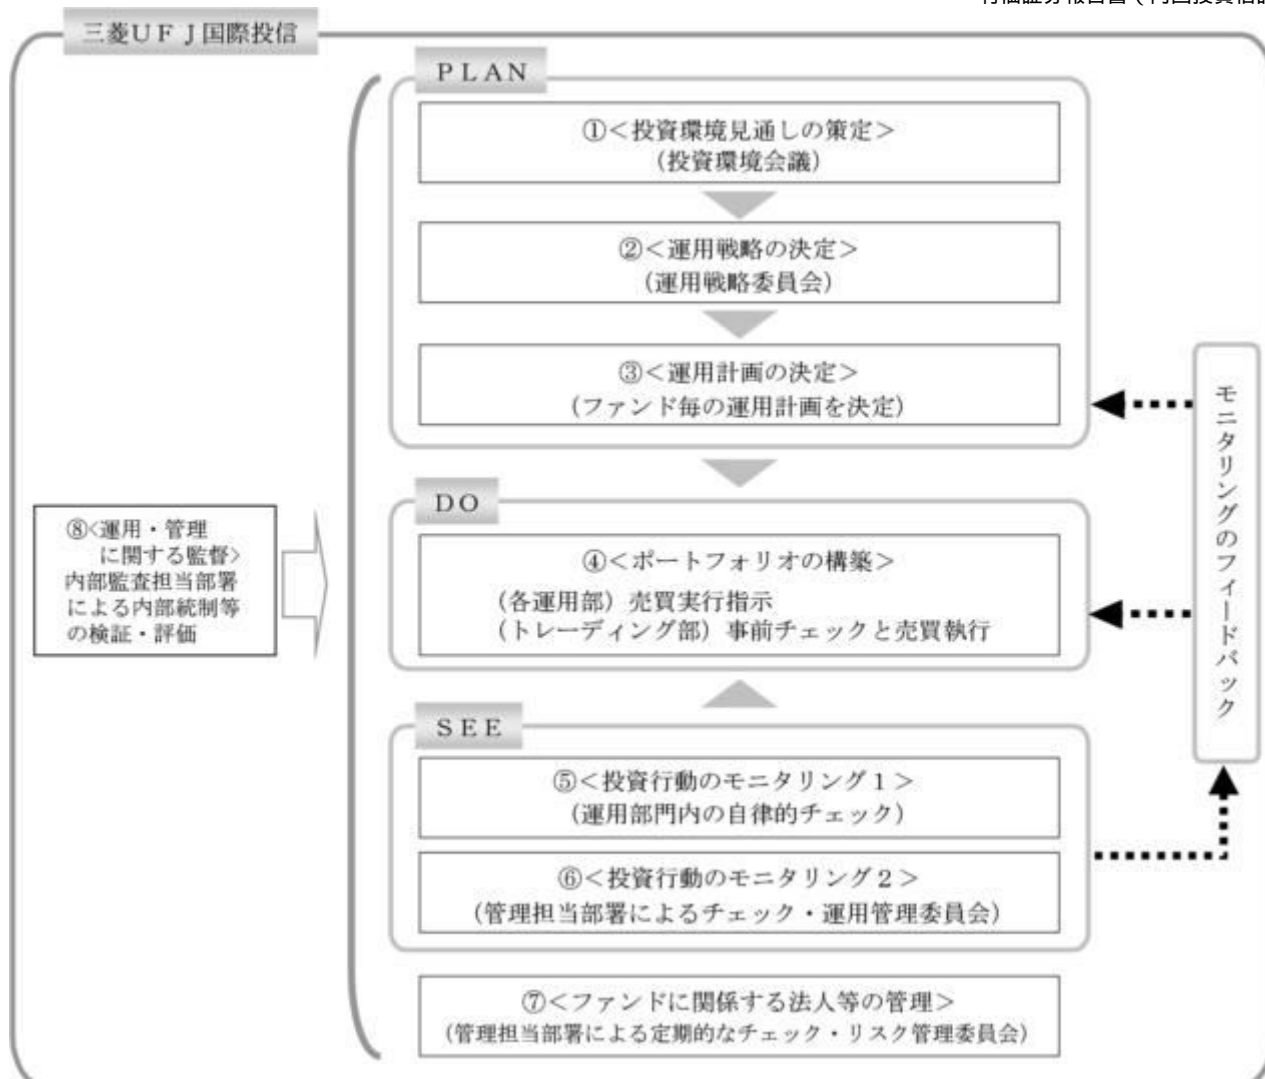 三菱ＵＦＪ国際投信
ＰＬＡＮ
①＜投資環境見通しの策定＞
（投資環境会議）
②＜運用戦略の決定＞
（運用戦略委員会）
③＜運用計画の決定＞
（ファンド毎の運用計画を決定）
ＤＯ
④＜ポートフォリオの構築＞
（各運用部）売買実行指示
（トレーディング部）事前チェックと売買執行
ＳＥＥ
⑤＜投資行動のモニタリング１＞
（運用部門内の自律的チェック）
⑥＜投資行動のモニタリング２＞
（管理担当部署によるチェック・運用管理委員会）
⑦＜ファンドに関係する法人等の管理＞
（管理担当部署による定期的なチェック・リスク管理委員会）
⑧<運用・管理
に関する監督>
内部監査担当部署
による内部統制等
の検証・評価
モニタリングのフィードバック